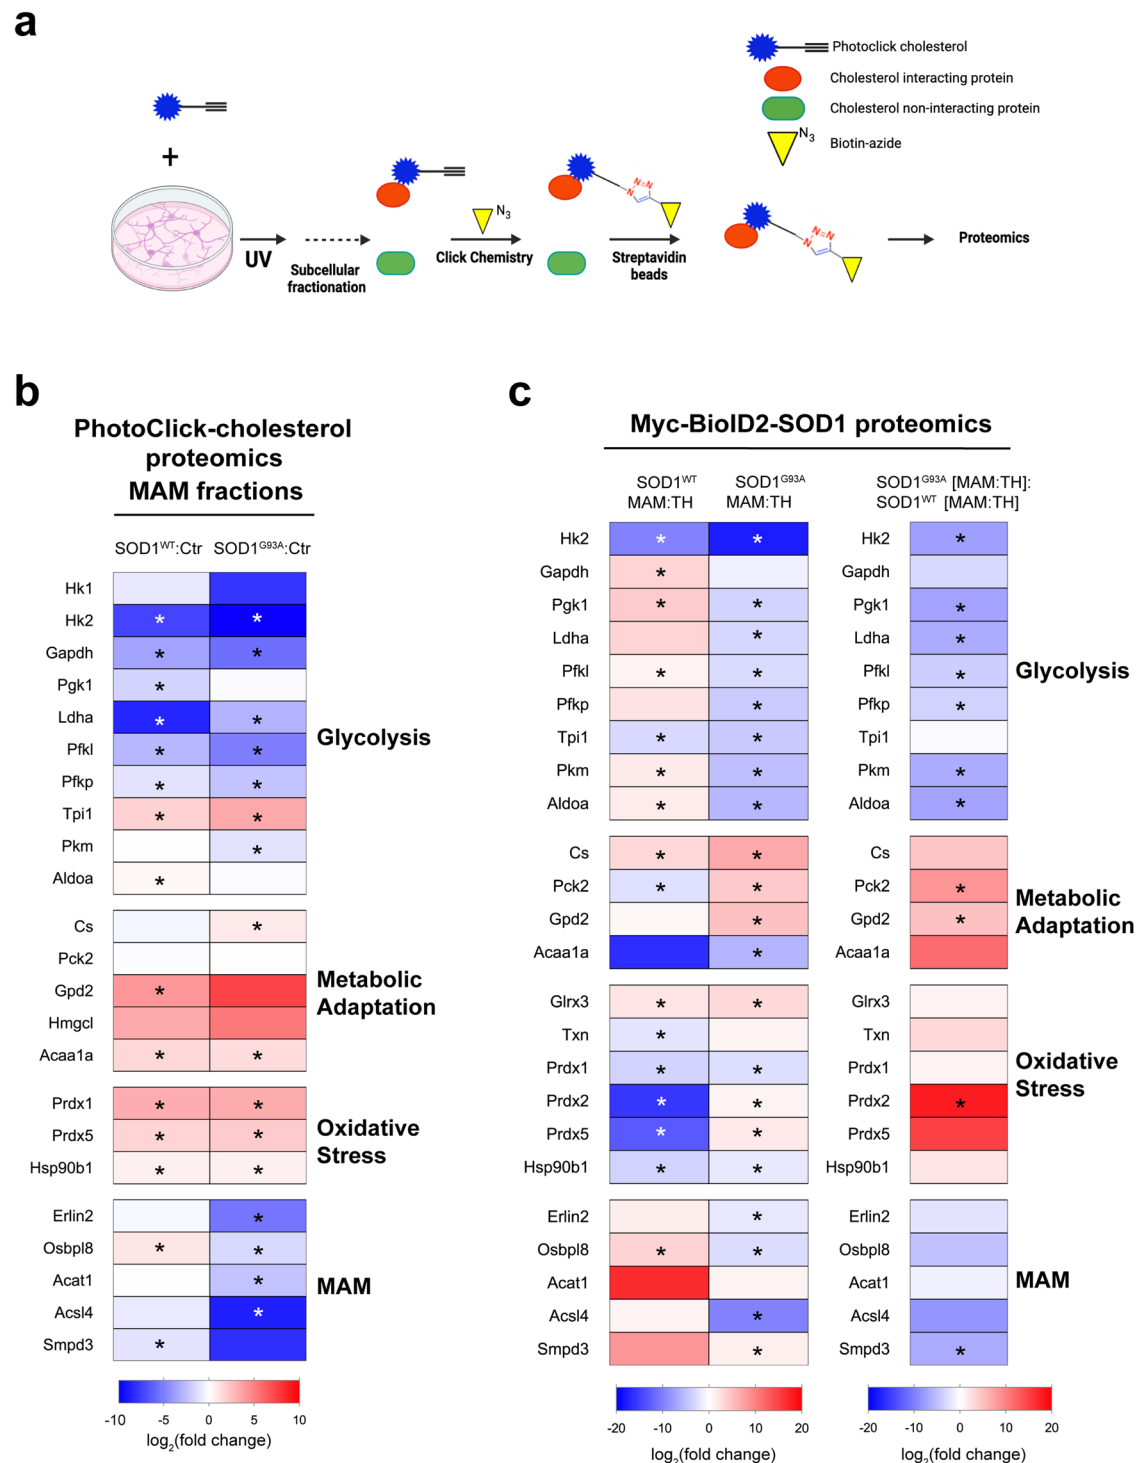 a
Photoclick cholesterol
Cholesterol interacting protein
Cholesterol non-interacting protein
N3
Biotin-azide
+
UV
Subcellular
fractionation
N3
Click Chemistry
N=N
N
Streptavidin
beads
N=N
N
Proteomics
b
PhotoClick-cholesterol
proteomics
MAM fractions
SOD1WT:Ctr SOD1G93A:Ctr
Hk1
Hk2 * *
Gapdh * *
Pgk1 *
Ldha * *
Pfkl * *
Pfkp * *
Tpi1 * *
Pkm *
Aldoa *
Glycolysis
Cs *
Pck2
Gpd2 *
Hmgcl
Acaa1a * *
Metabolic
Adaptation
Prdx1 * *
Prdx5 * *
Hsp90b1 * *
Oxidative
Stress
Erlin2 *
Osbpl8 * *
Acat1 *
Acsl4 *
Smpd3 *
MAM
-10 -5 0 5 10
log2(fold change)
c
Myc-BioID2-SOD1 proteomics
SOD1WT
MAM:TH
SOD1G93A
MAM:TH
SOD1G93A [MAM:TH]:
SOD1WT [MAM:TH]
Hk2 * * Hk2 *
Gapdh * Gapdh
Pgk1 * * Pgk1 *
Ldha * Ldha *
Pfkl * * Pfkl *
Pfkp * Pfkp *
Tpi1 * * Tpi1
Pkm * * Pkm *
Aldoa * * Aldoa *
Glycolysis
Cs * * Cs
Pck2 * * Pck2 *
Gpd2 * Gpd2 *
Acaa1a * Acaa1a
Metabolic
Adaptation
Glrx3 * * Glrx3
Txn * Txn
Prdx1 * * Prdx1
Prdx2 * * Prdx2 *
Prdx5 * * Prdx5
Hsp90b1 * * Hsp90b1
Oxidative
Stress
Erlin2 * Erlin2
Osbpl8 * * Osbpl8
Acat1 Acat1
Acsl4 * Acsl4
Smpd3 * Smpd3 *
MAM
-20 -10 0 10 20
log2(fold change)
-20 -10 0 10 20
log2(fold change)